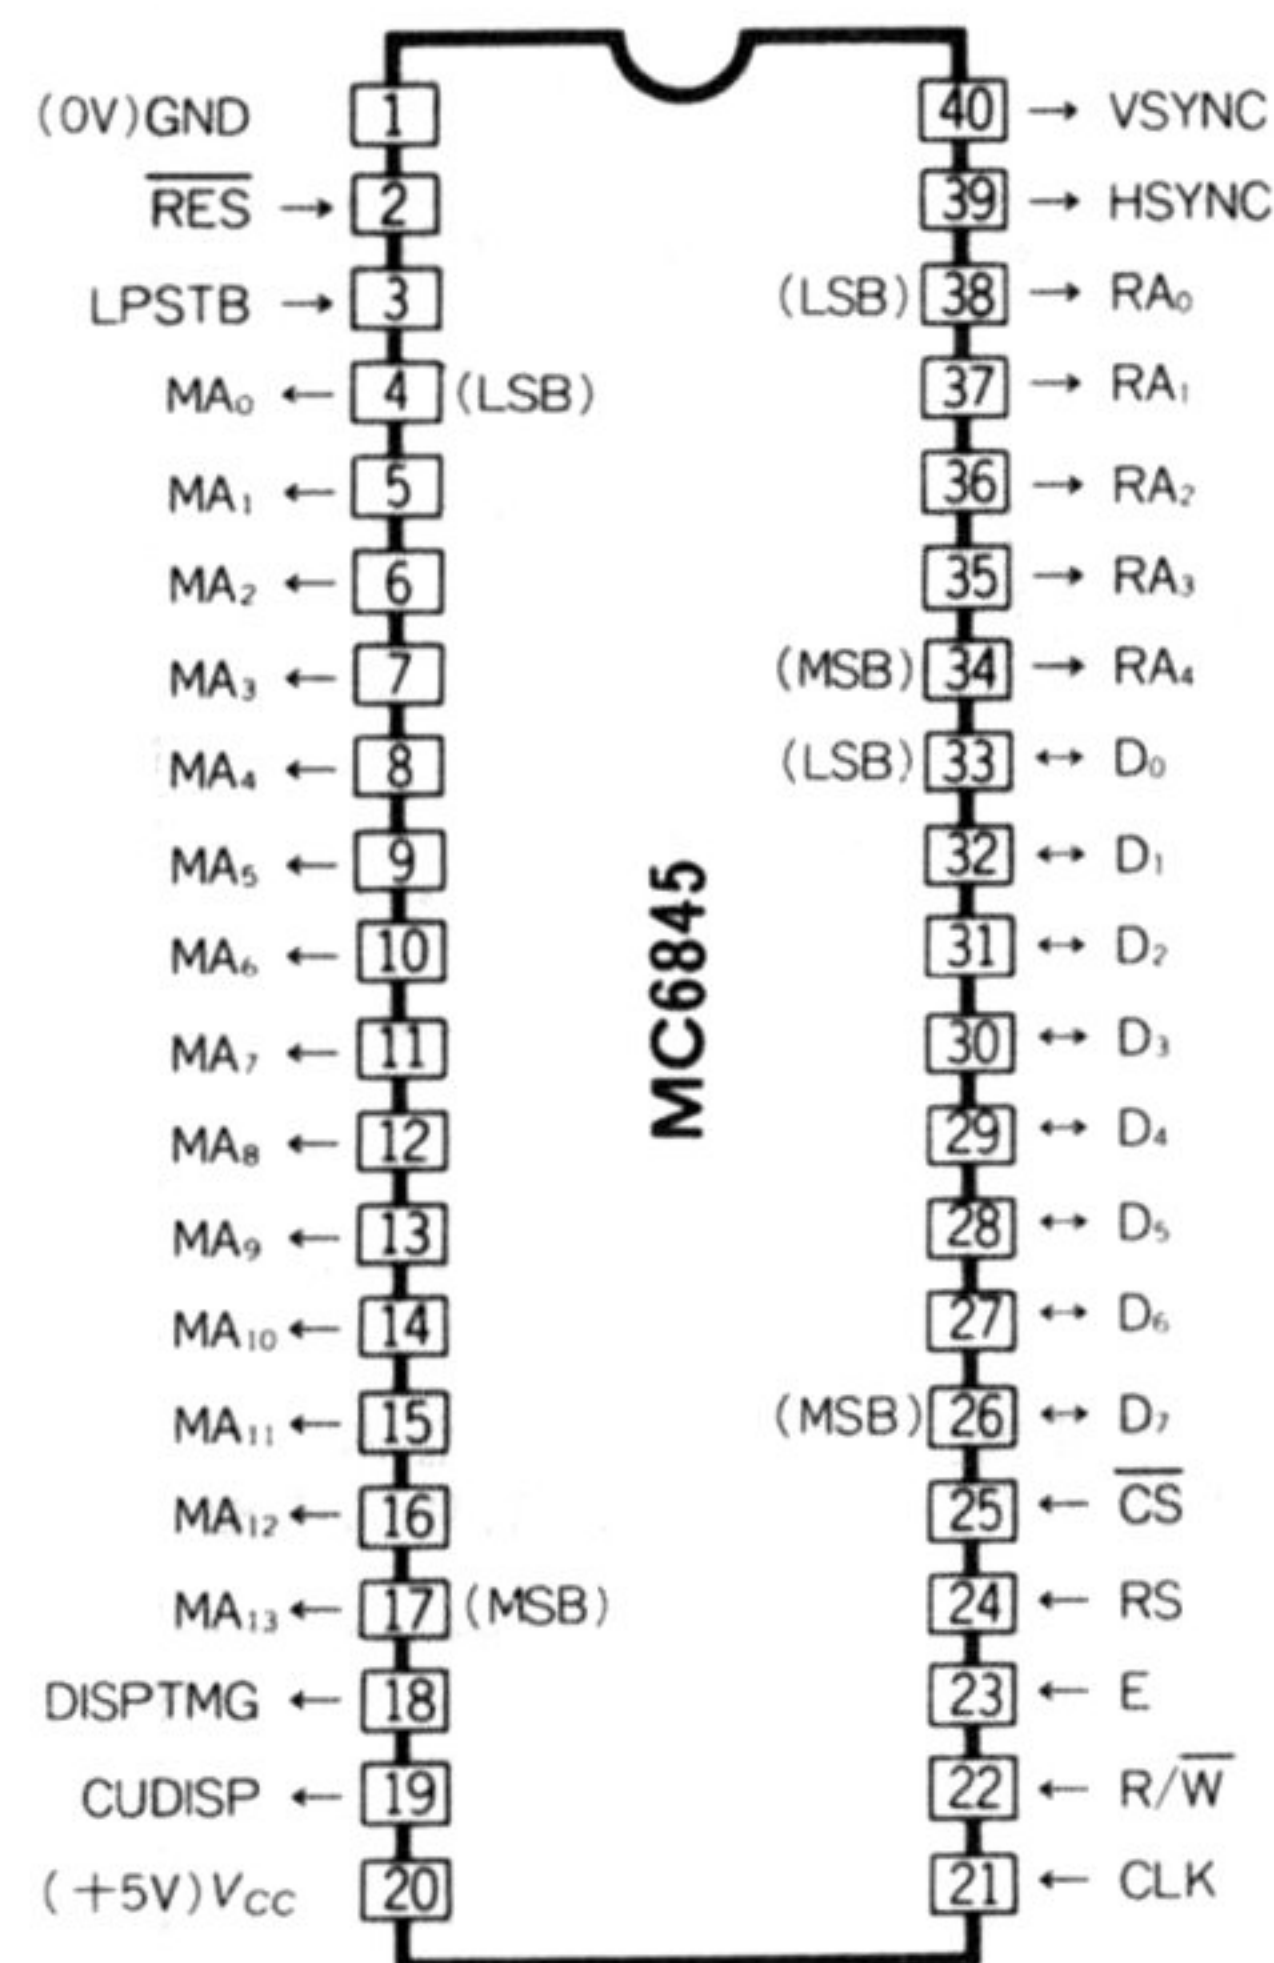 (0V)GND 1 40 → VSYNC
RES → 2 39 → HSYNC
LPSTB → 3 (LSB) 38 → RA0
MA0 ← 4 (LSB) 37 → RA1
MA1 ← 5 36 → RA2
MA2 ← 6 35 → RA3
MA3 ← 7 (MSB) 34 → RA4
MA4 ← 8 (LSB) 33 ↔ D0
MA5 ← 9 32 ↔ D1
MA6 ← 10 31 ↔ D2
MC6845
MA7 ← 11 30 ↔ D3
MA8 ← 12 29 ↔ D4
MA9 ← 13 28 ↔ D5
MA10 ← 14 27 ↔ D6
MA11 ← 15 (MSB) 26 ↔ D7
MA12 ← 16 25 ← CS
MA13 ← 17 (MSB) 24 ← RS
DISPTMG ← 18 23 ← E
CUDISP ← 19 22 ← R/W
(+5V)VCC 20 21 ← CLK